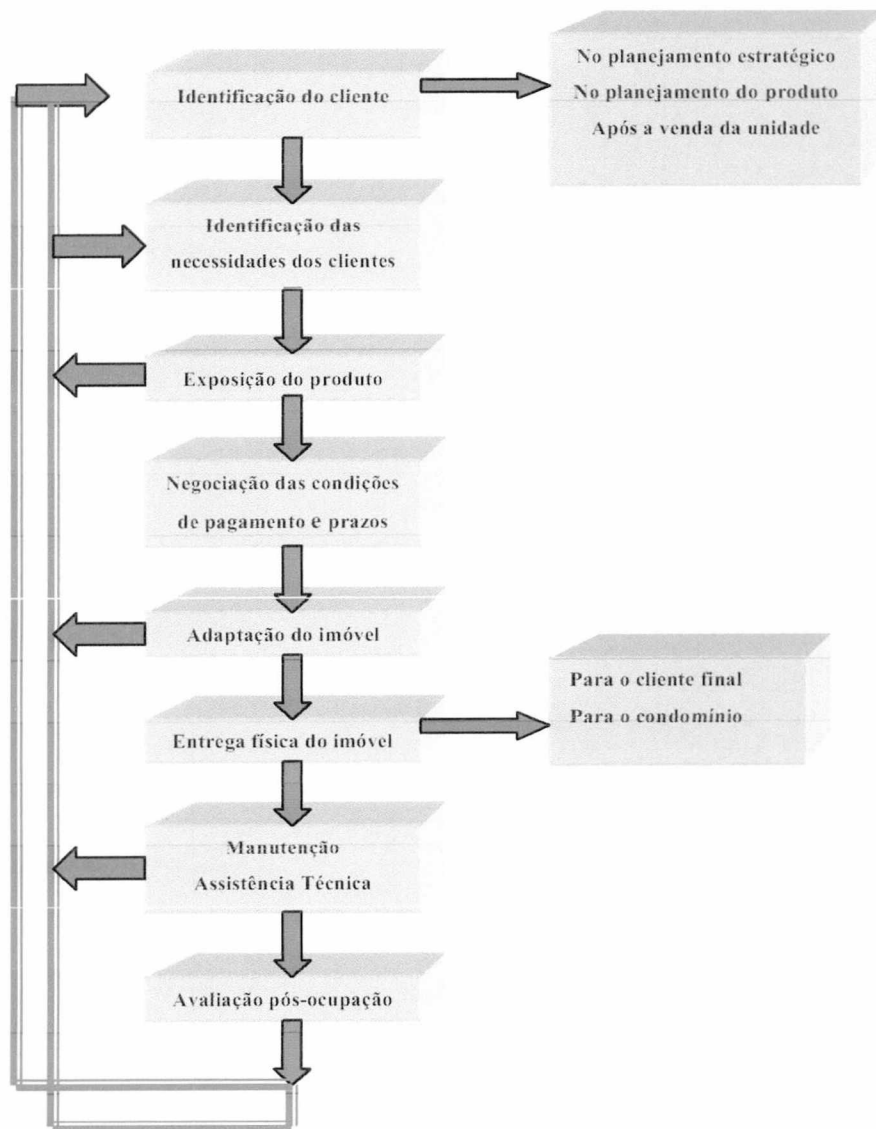 Identificação do cliente
No planejamento estratégico
No planejamento do produto
Após a venda da unidade
Identificação das
necessidades dos clientes
Exposição do produto
Negociação das condições
de pagamento e prazos
Adaptação do imóvel
Entrega física do imóvel
Para o cliente final
Para o condomínio
Manutenção
Assistência Técnica
Avaliação pós-ocupação